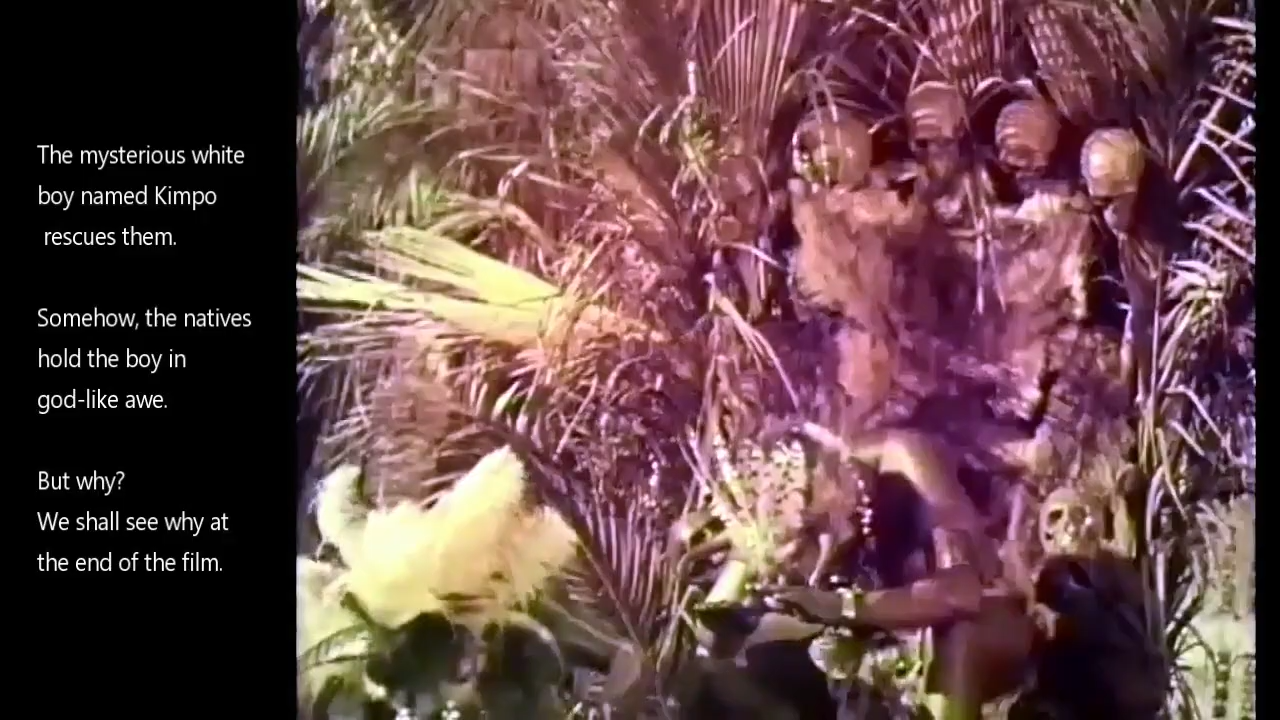 The mysterious white
boy named Kimpo
rescues them.
Somehow, the natives
hold the boy in
god-like awe.
But why?
We shall see why at
the end of the film.